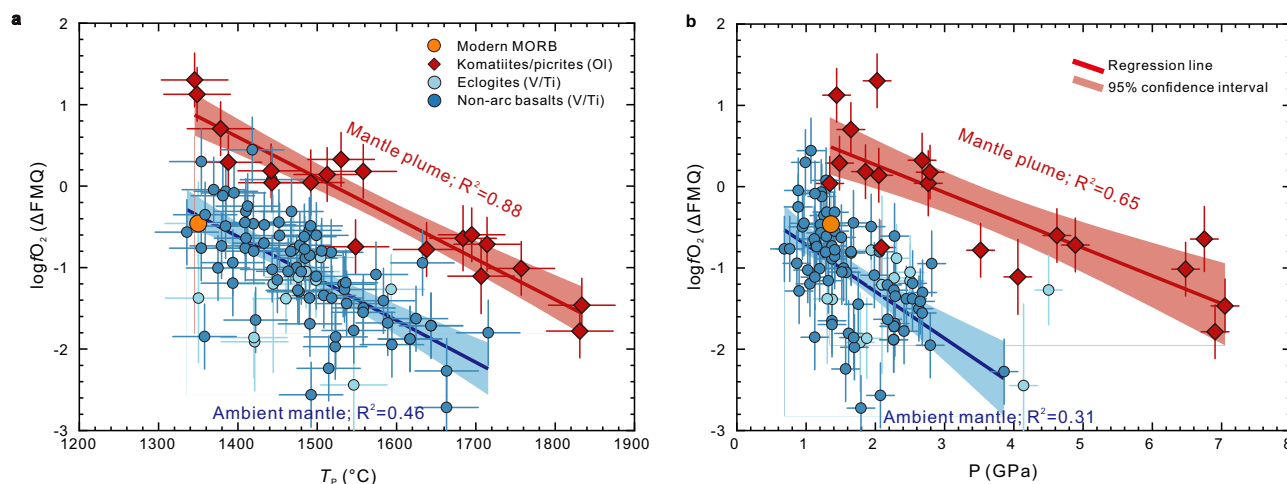 a
2
1
0
-1
-2
-3
logfO₂ (ΔFMQ)
1200
1300
1400
1500
1600
1700
1800
1900
Tₚ (°C)
Modern MORB
Komatiites/picrites (Ol)
Eclogites (V/Ti)
Non-arc basalts (V/Ti)
Mantle plume; R²=0.88
Ambient mantle; R²=0.46
b
2
1
0
-1
-2
-3
logfO₂ (ΔFMQ)
0
1
2
3
4
5
6
7
8
P (GPa)
Regression line
95% confidence interval
Mantle plume; R²=0.65
Ambient mantle; R²=0.31